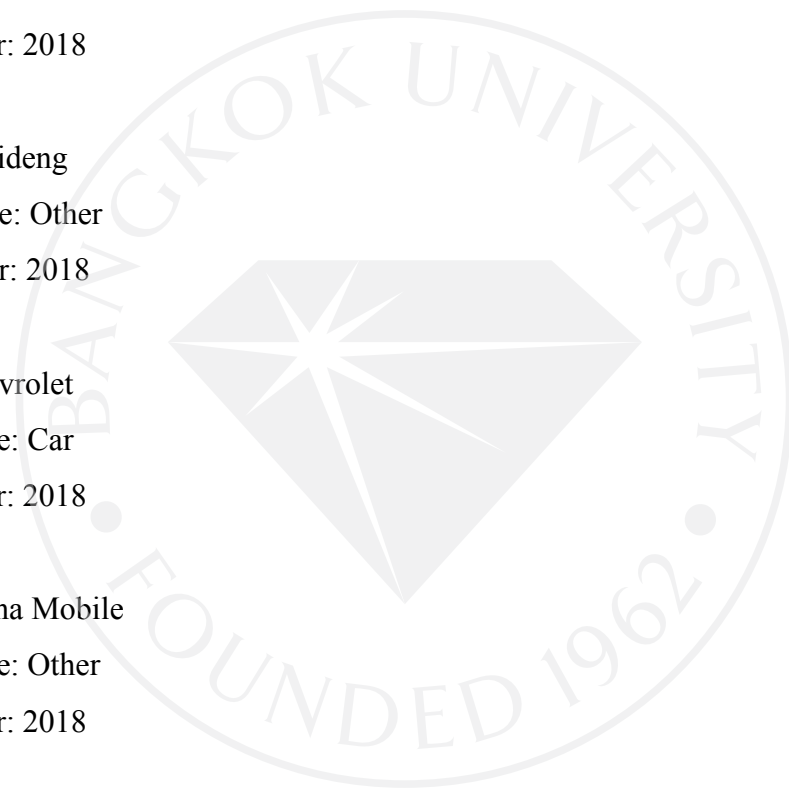 r: 2018
ideng
e: Other
r: 2018
vrolet
e: Car
r: 2018
na Mobile
e: Other
r: 2018
BANGKOK UNIVERSITY
FOUNDED 1962